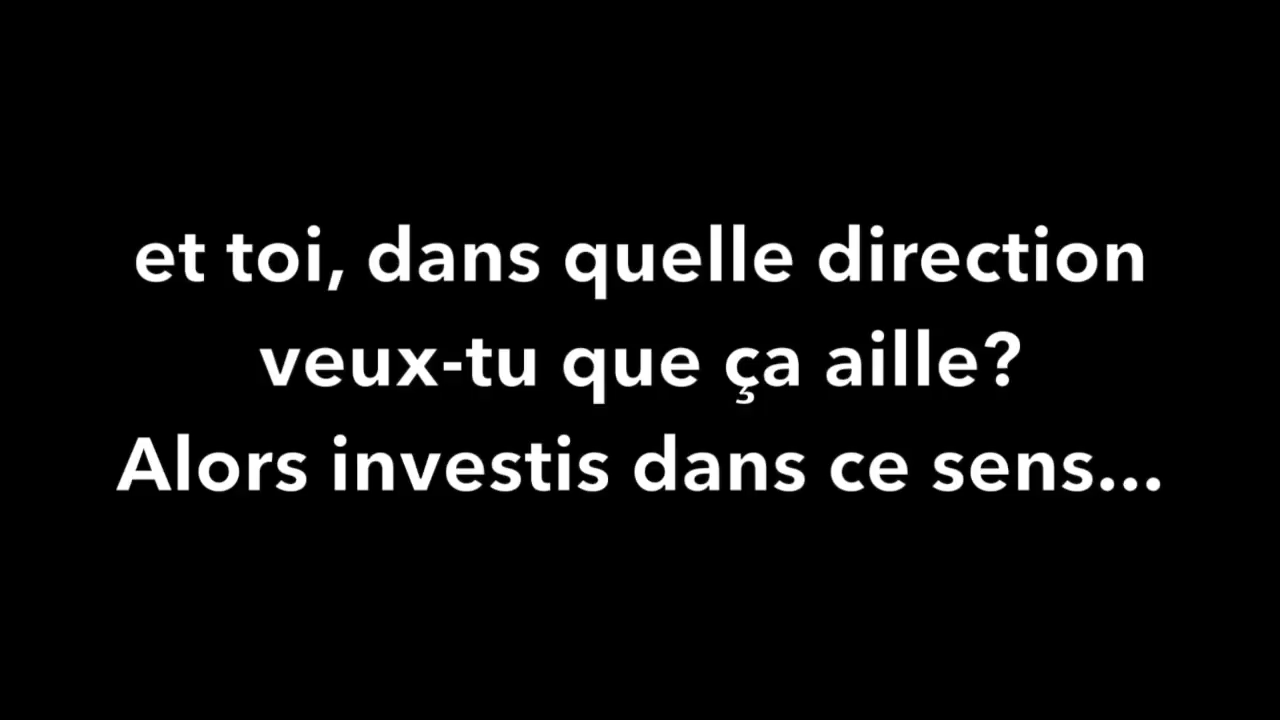 et toi, dans quelle direction
veux-tu que ça aille?
Alors investis dans ce sens...